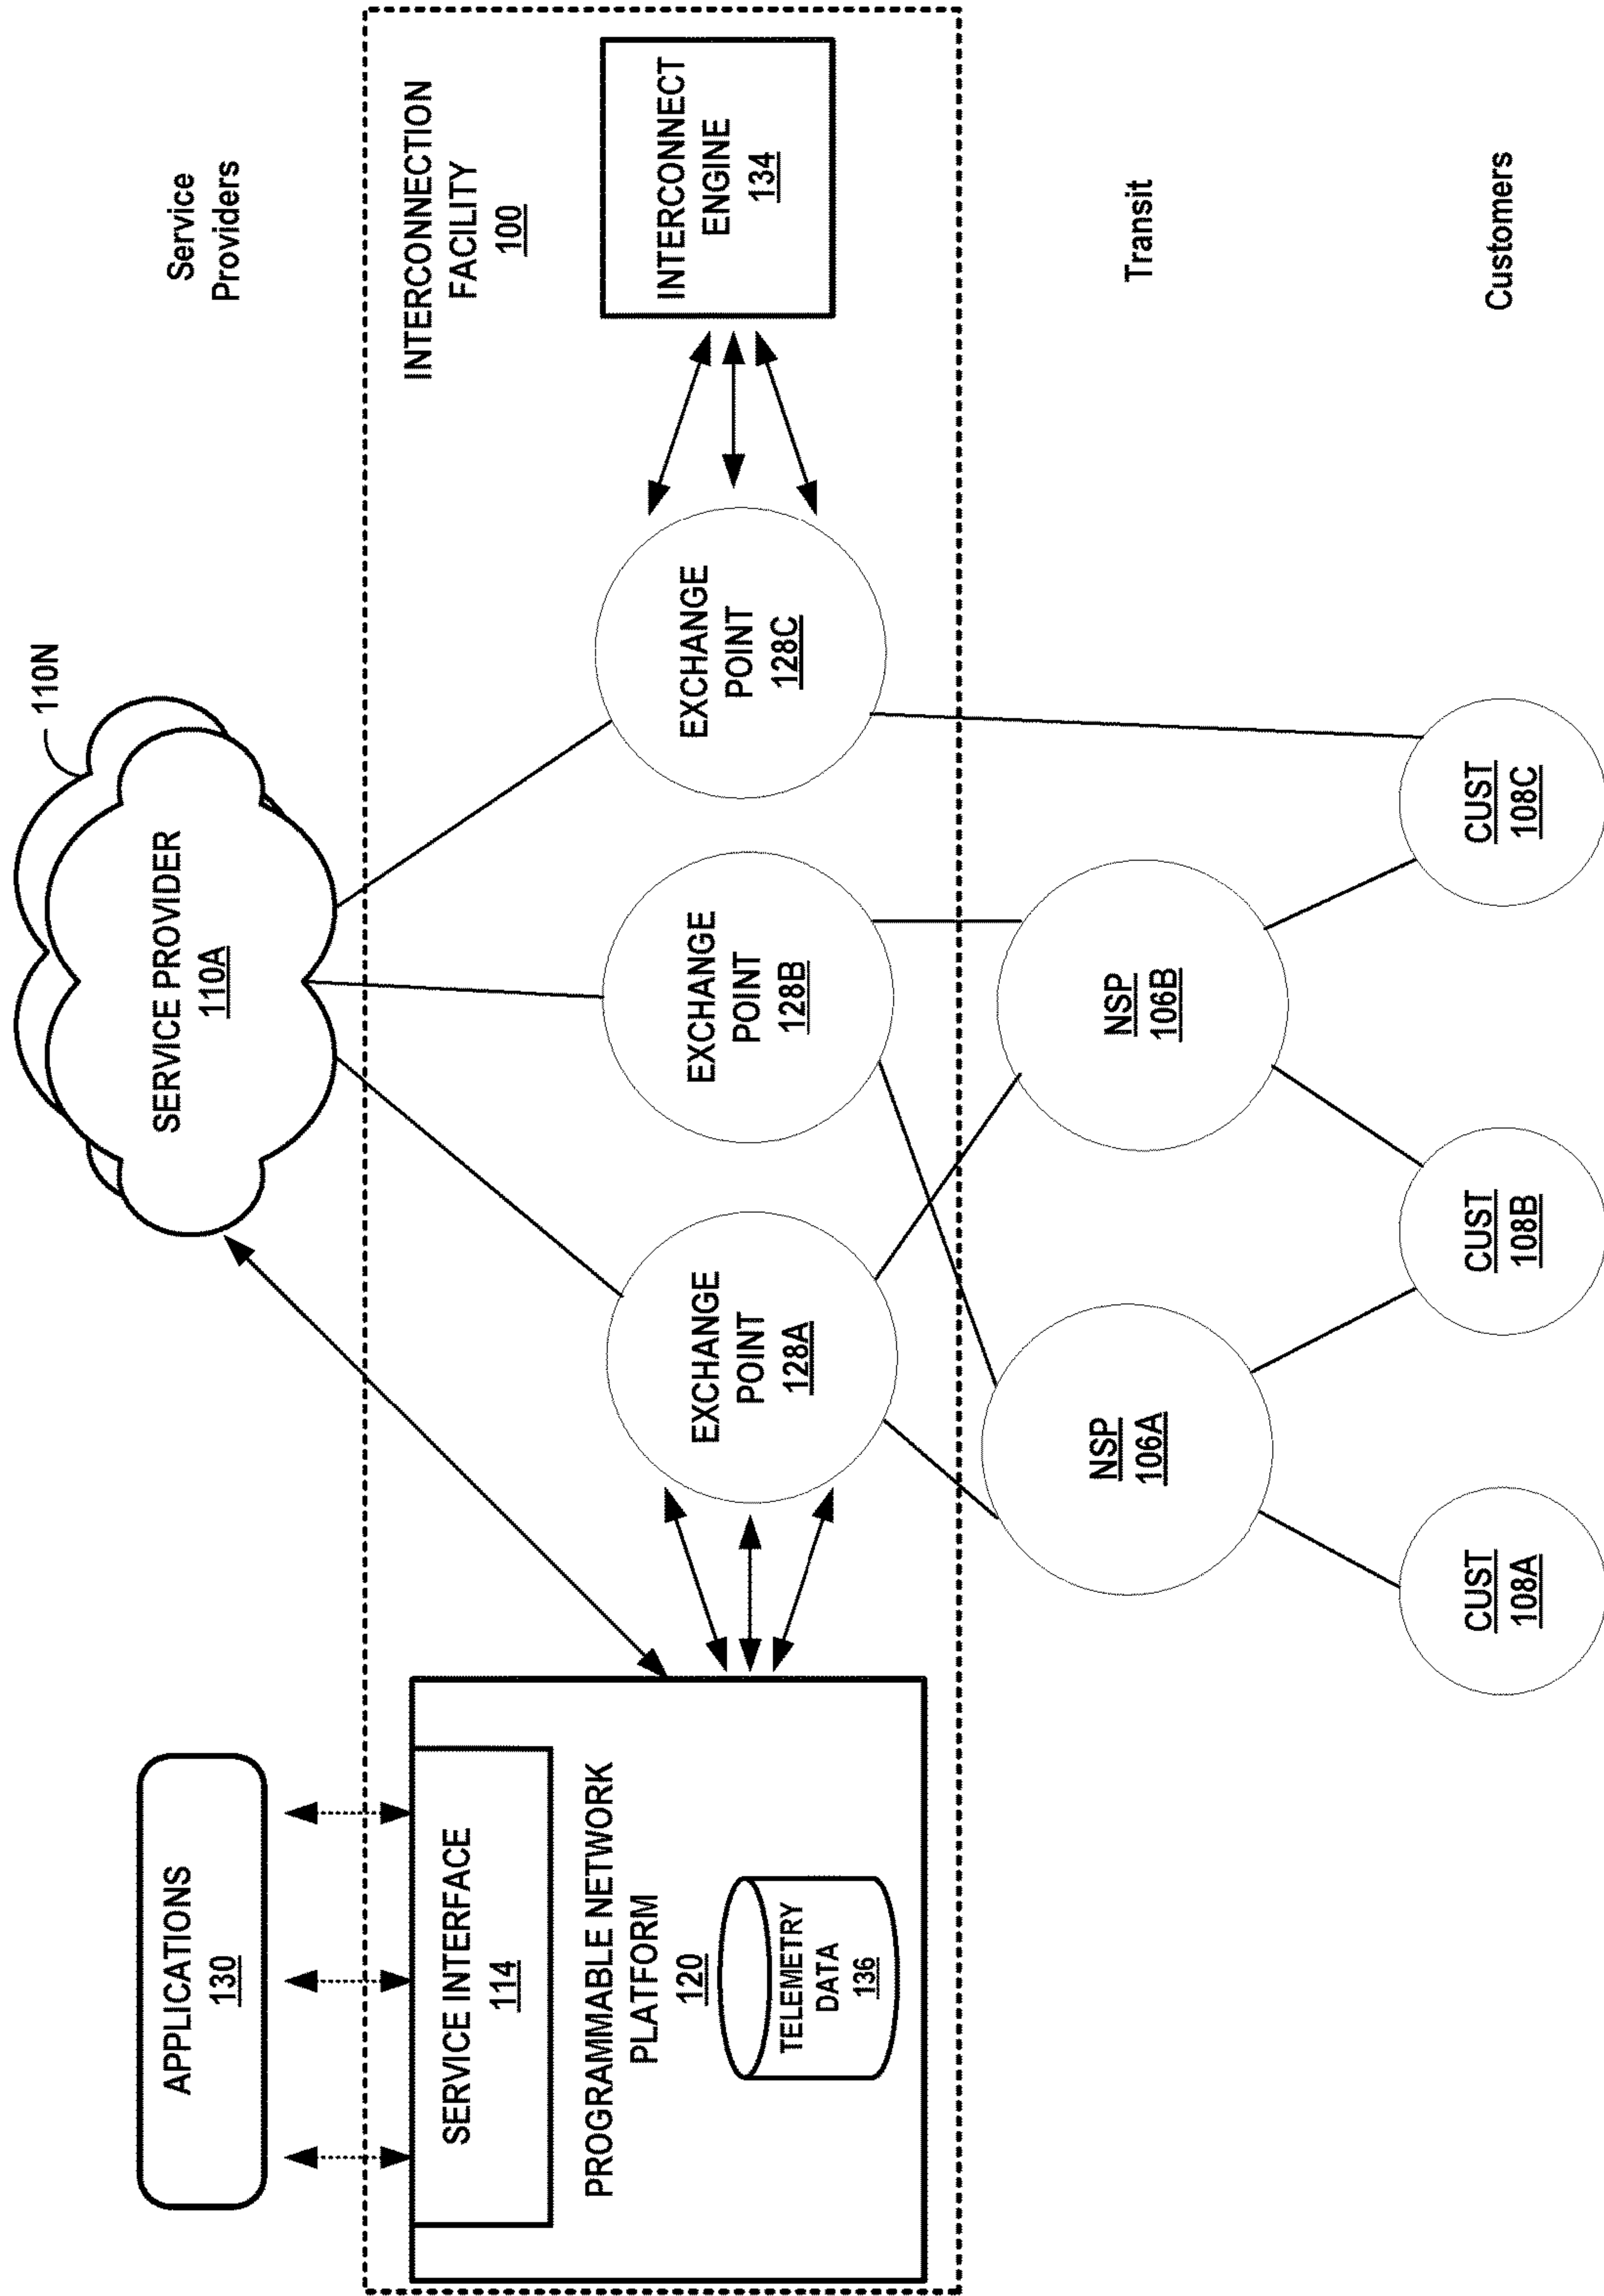 110N
SERVICE PROVIDER
110A
Service
Providers
APPLICATIONS
130
INTERCONNECTION
FACILITY
100
SERVICE INTERFACE
114
PROGRAMMABLE NETWORK
PLATFORM
120
TELEMETRY
DATA
136
EXCHANGE
POINT
128A
EXCHANGE
POINT
128B
EXCHANGE
POINT
128C
INTERCONNECT
ENGINE
134
NSP
106A
NSP
106B
Transit
CUST
108A
CUST
108B
CUST
108C
Customers